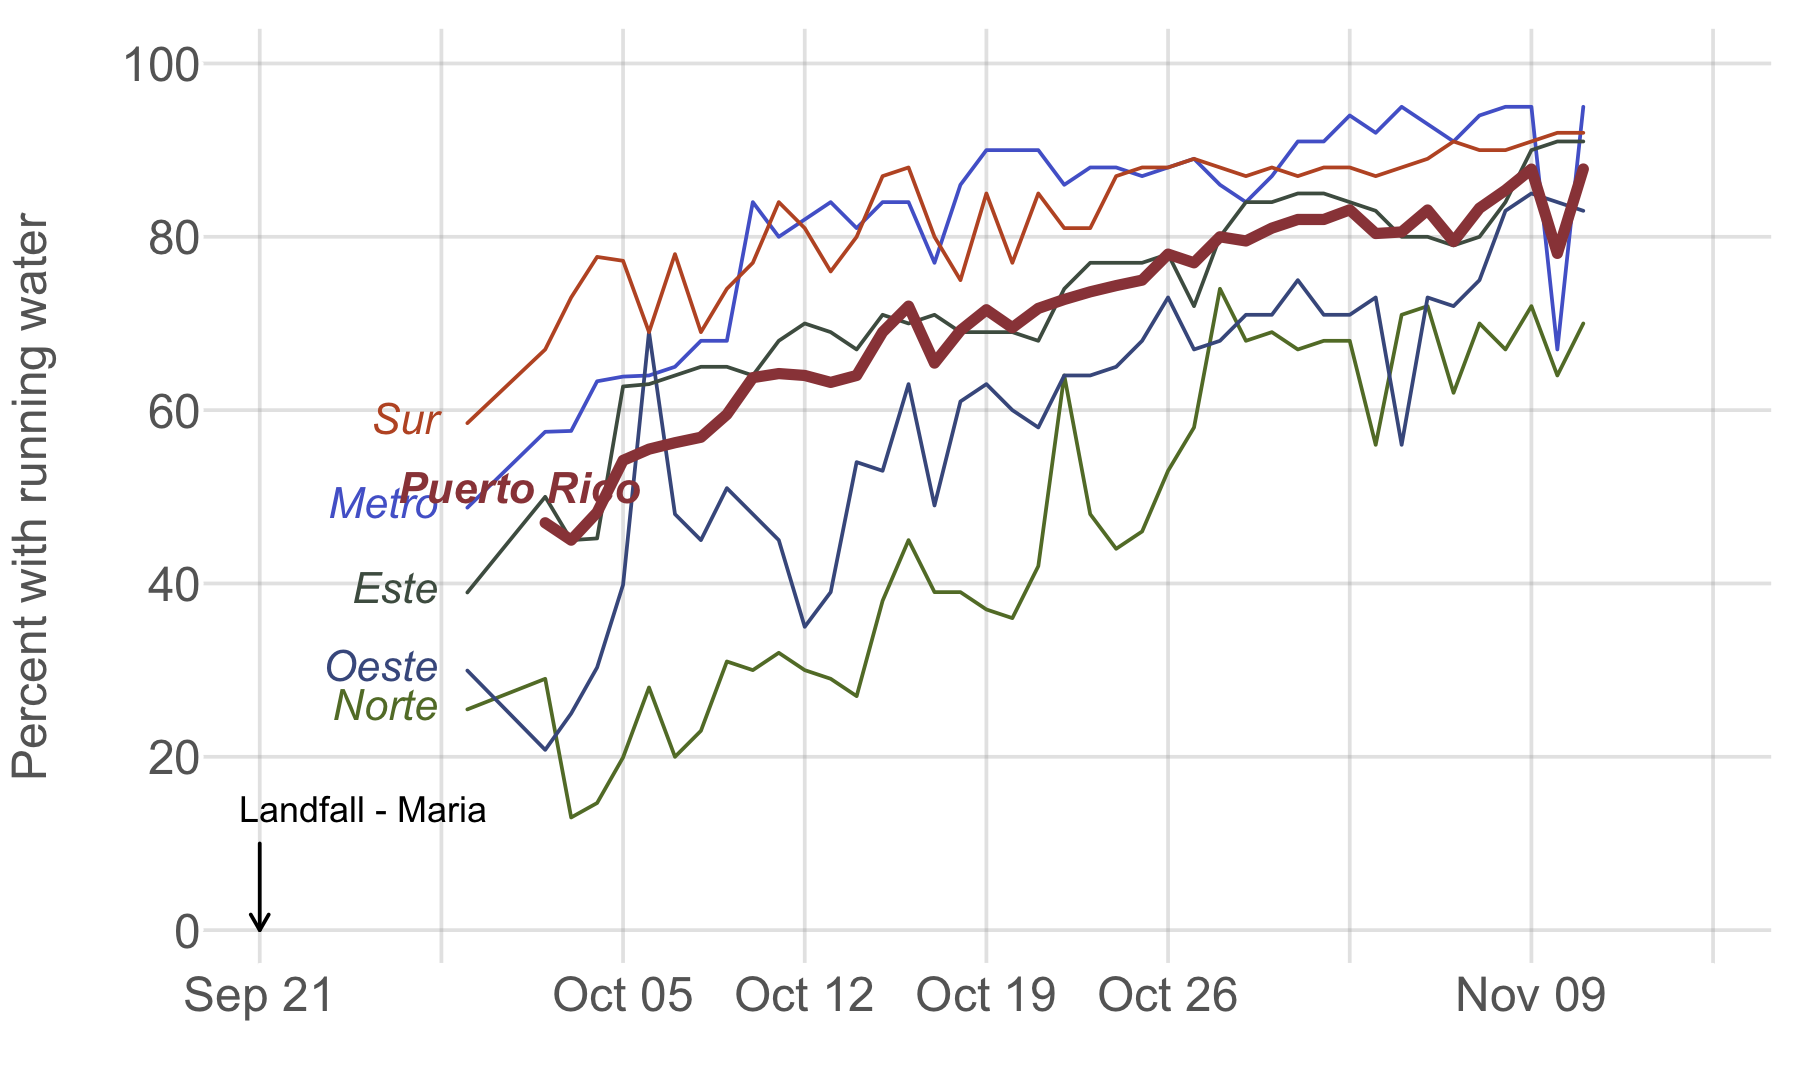 Percent with running water
100
80
60
40
20
0
Sur
Puerto Rico
Metro
Este
Oeste
Norte
Landfall - Maria
Sep 21
Oct 05
Oct 12
Oct 19
Oct 26
Nov 09